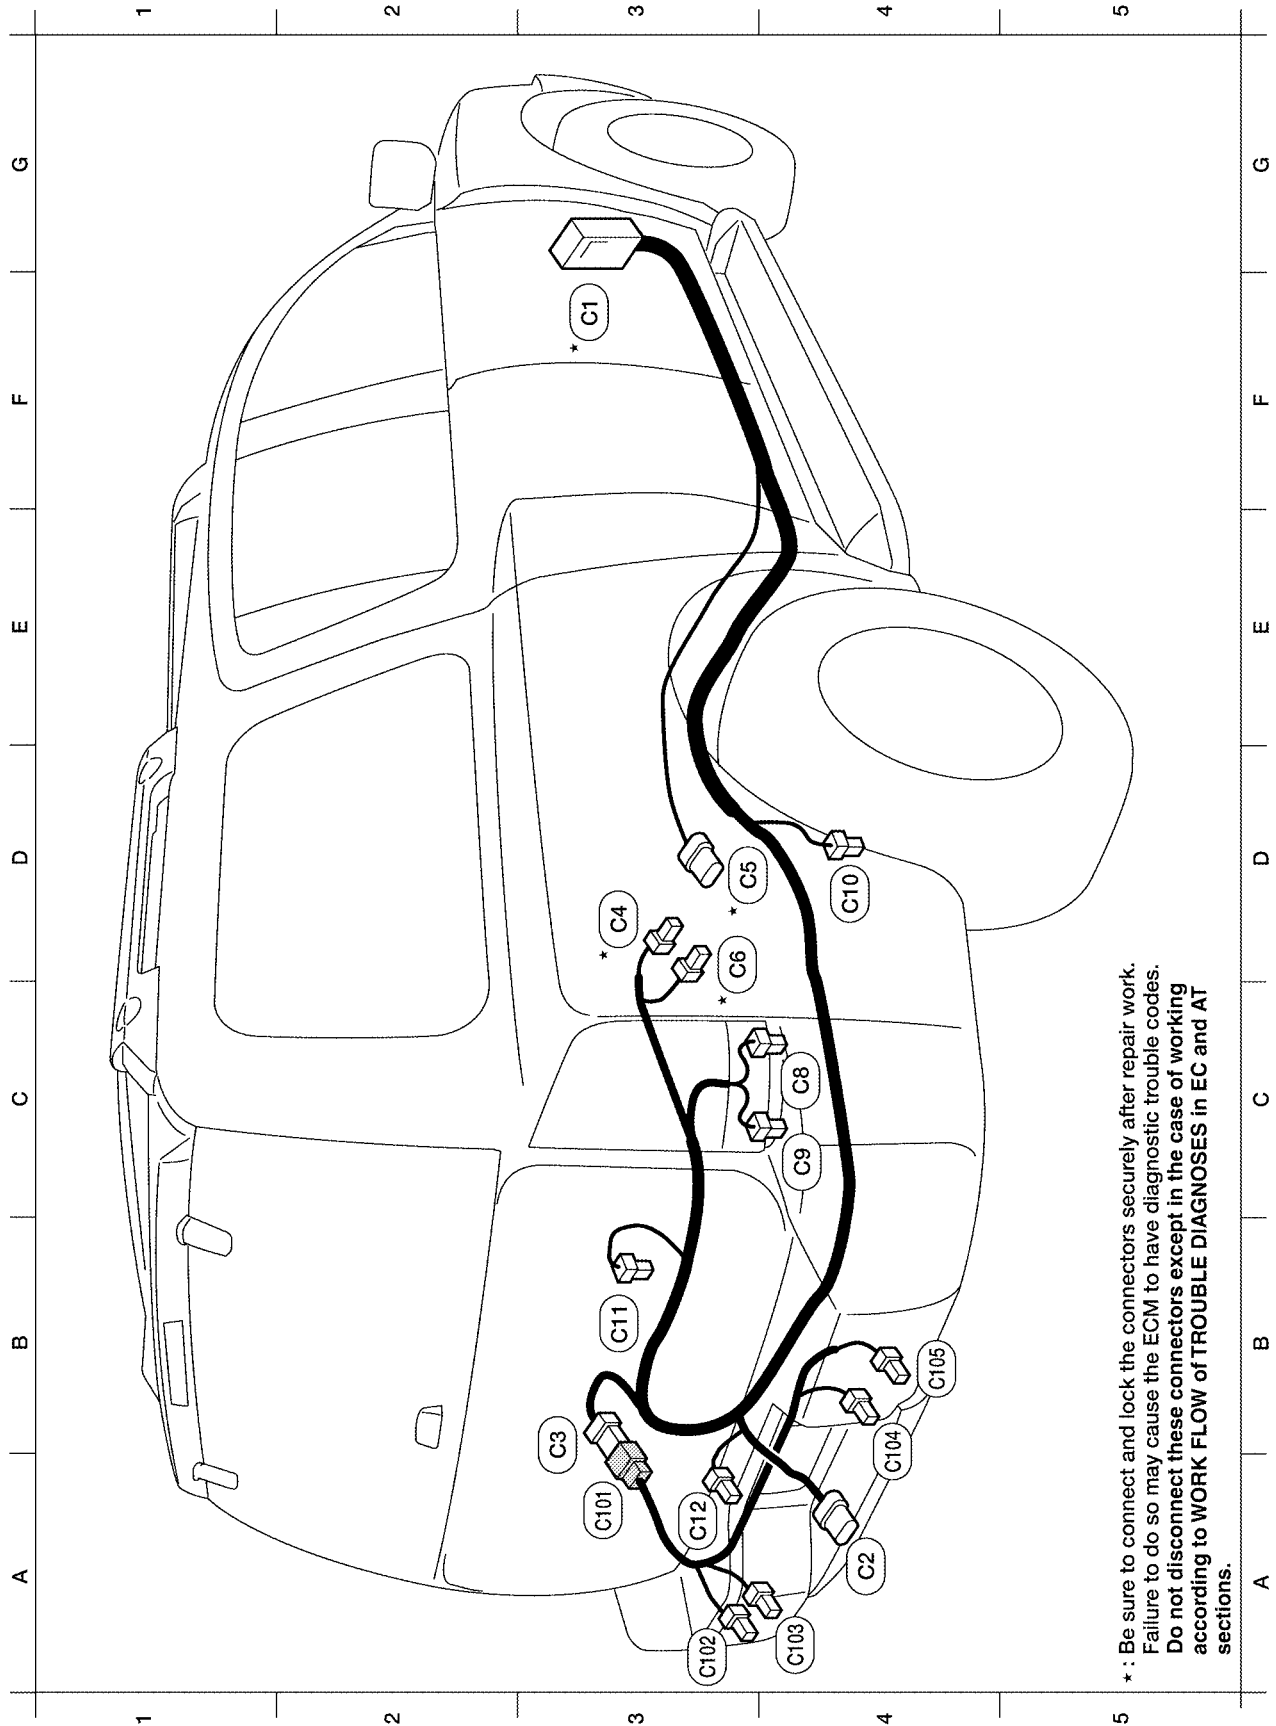 A B C D E F G
1 1
2 2
3 3
4 4
5 5
A B C D E F G
★ C1
★ C4
★ C5
★ C6
C10
C8
C9
C11
C3
C101
C12
C2
C102
C103
C104
C105
★ : Be sure to connect and lock the connectors securely after repair work.
Failure to do so may cause the ECM to have diagnostic trouble codes.
Do not disconnect these connectors except in the case of working
according to WORK FLOW of TROUBLE DIAGNOSES in EC and AT
sections.